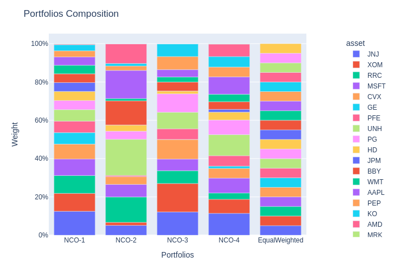 Portfolios Composition
asset
100%
80%
60%
40%
20%
0%
Weight
NCO-1
NCO-2
NCO-3
NCO-4
EqualWeighted
Portfolios
JNJ
XOM
RRC
MSFT
CVX
GE
PFE
UNH
PG
HD
JPM
BBY
WMT
AAPL
PEP
KO
AMD
MRK